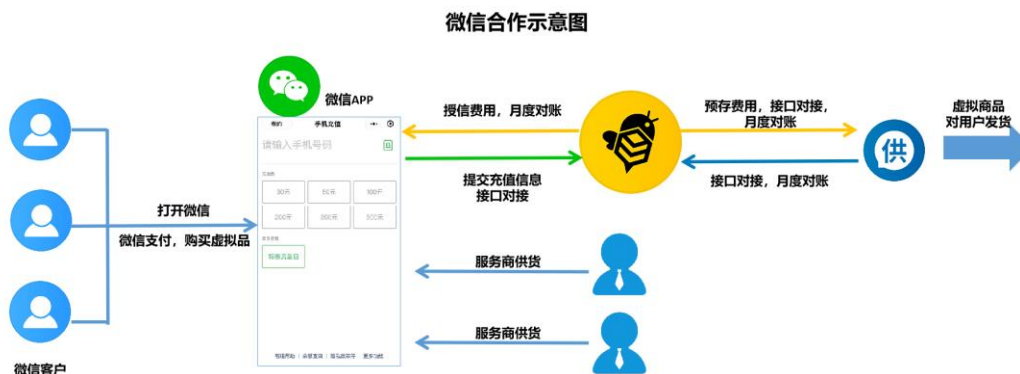 微信合作示意图
微信APP
手机充值
请输入手机号码
30元
50元
100元
200元
300元
500元
微信客户
打开微信
微信支付，购买虚拟品
授信费用，月度对账
提交充值信息
接口对接
预存费用，接口对接，
月度对账
接口对接，月度对账
供
虚拟商品
对用户发货
服务商供货
服务商供货